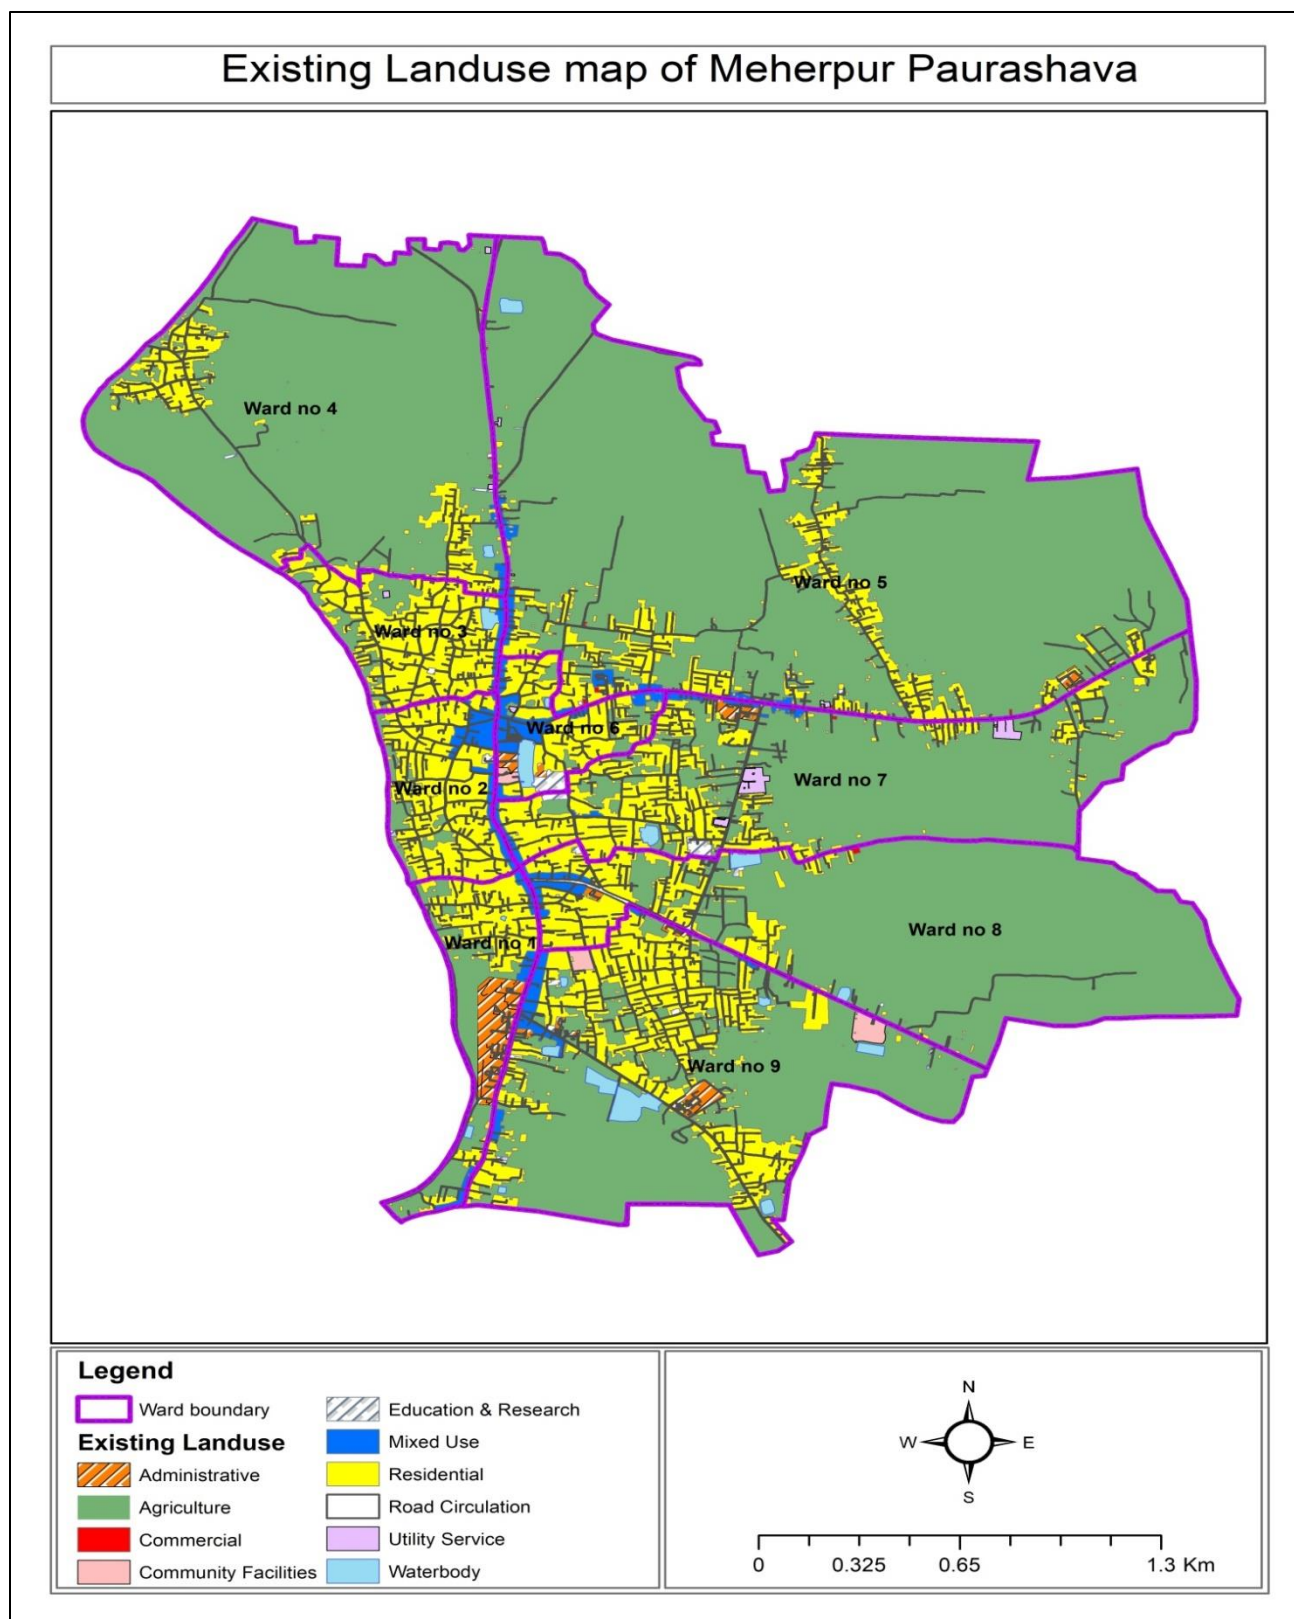 Existing Landuse map of Meherpur Paurashava
Ward no 4
Ward no 5
Ward no 3
Ward no 6
Ward no 7
Ward no 2
Ward no 8
Ward no 1
Ward no 9
Legend
Ward boundary
Existing Landuse
Administrative
Agriculture
Commercial
Community Facilities
Education & Research
Mixed Use
Residential
Road Circulation
Utility Service
Waterbody
N
W E
S
0 0.325 0.65 1.3 Km